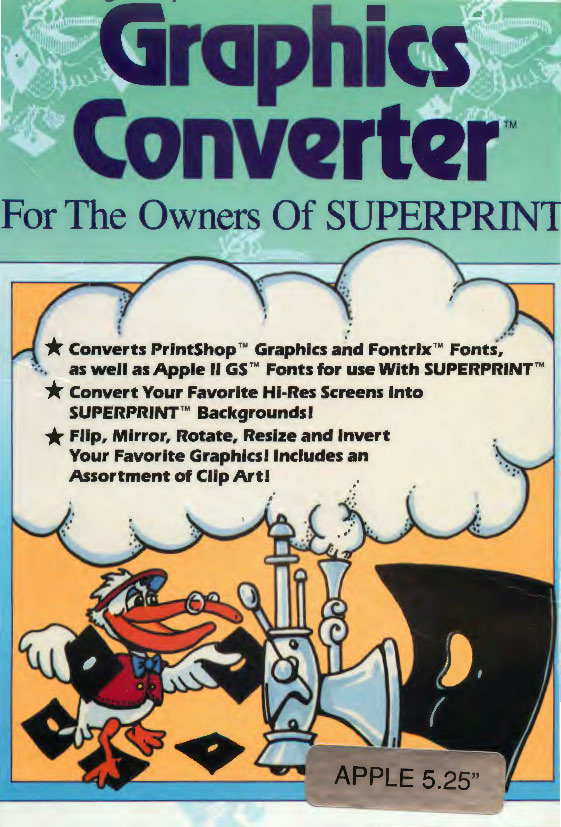 Graphics
Converter™
For The Owners Of SUPERPRINT
★ Converts PrintShop™ Graphics and Fontrix™ Fonts,
as well as Apple II GS™ Fonts for use With SUPERPRINT™
★ Convert Your Favorite Hi-Res Screens Into
SUPERPRINT™ Backgrounds!
★ Flip, Mirror, Rotate, Resize and Invert
Your Favorite Graphics! Includes an
Assortment of Clip Art!
APPLE 5.25"